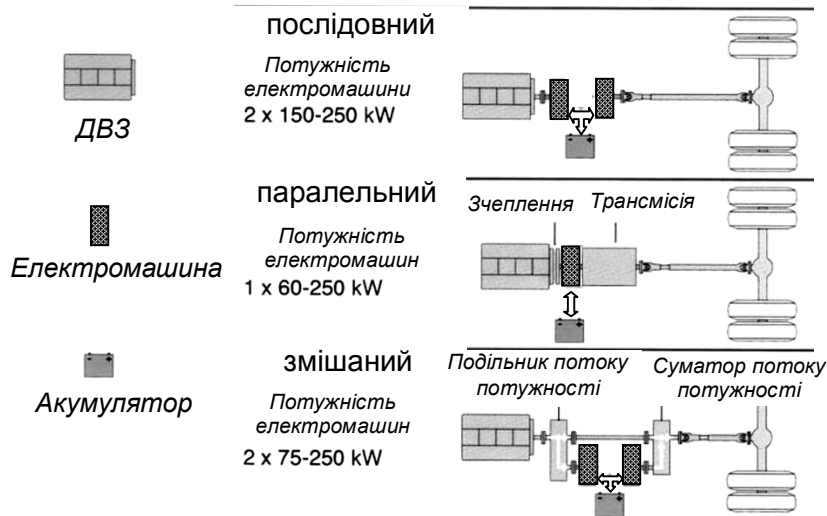 послідовний
Потужність
електромашини
2 x 150-250 kW
ДВЗ
паралельний
Зчеплення Трансмісія
Потужність
електромашин
1 x 60-250 kW
Електромашина
змішаний
Подільник потоку
потужності
Суматор потоку
потужності
Потужність
електромашин
2 x 75-250 kW
Акумулятор